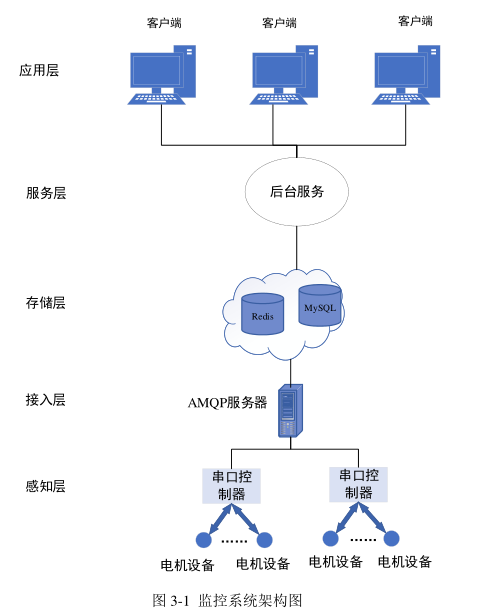 客户端 客户端 客户端
应用层
服务层 后台服务
存储层 Redis MySQL
接入层 AMQP服务器
感知层
串口控
制器
串口控
制器
······ ······
电机设备 电机设备 电机设备 电机设备
图 3-1 监控系统架构图